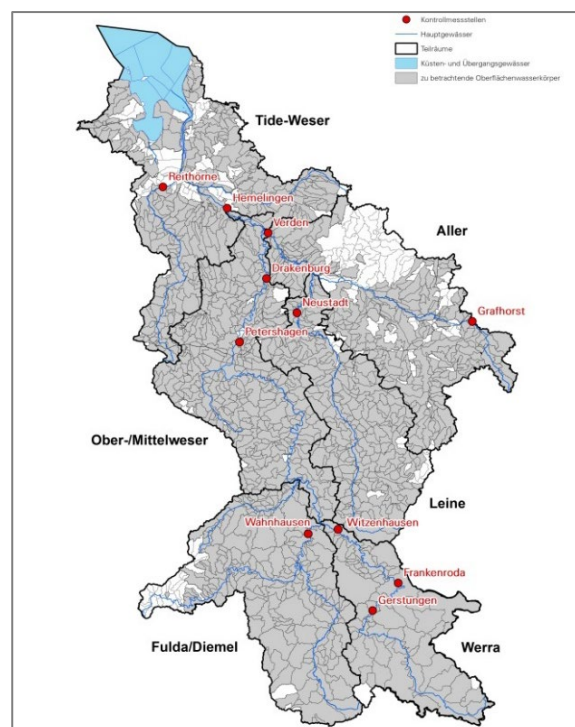 Kontrollmessstellen
Hauptgewässer
Teilräume
Küsten- und Übergangsgewässer
zu betrachtende Oberflächenwasserkörper
Tide-Weser
Reithörne
Hemelingen
Verden
Aller
Drakenburg
Neustadt
Grafhorst
Petershagen
Ober-/Mittelweser
Leine
Wahnhausen
Witzenhausen
Frankenroda
Gerstungen
Fulda/Diemel
Werra